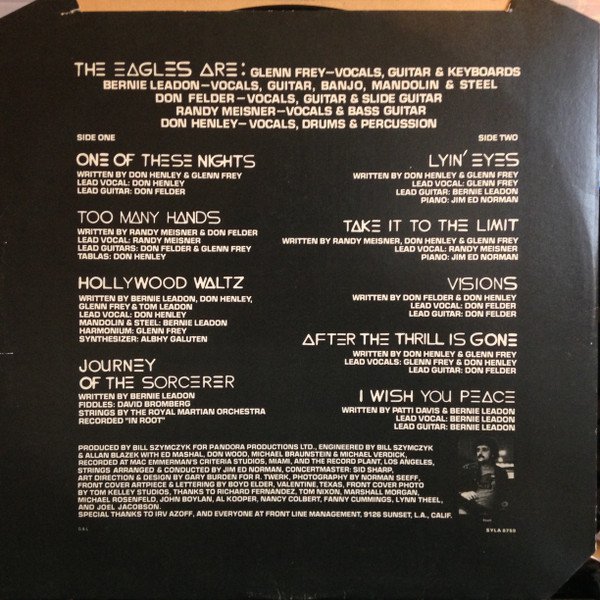 THE EAGLES ARE: GLENN FREY–VOCALS, GUITAR & KEYBOARDS
BERNIE LEADON–VOCALS, GUITAR, BANJO, MANDOLIN & STEEL
DON FELDER–VOCALS, GUITAR & SLIDE GUITAR
RANDY MEISNER–VOCALS & BASS GUITAR
DON HENLEY–VOCALS, DRUMS & PERCUSSION
SIDE ONE
ONE OF THESE NIGHTS
WRITTEN BY DON HENLEY & GLENN FREY
LEAD VOCAL: DON HENLEY
LEAD GUITAR: DON FELDER
TOO MANY HANDS
WRITTEN BY RANDY MEISNER & DON FELDER
LEAD VOCAL: RANDY MEISNER
LEAD GUITARS: DON FELDER & GLENN FREY
TABLAS: DON HENLEY
HOLLYWOOD WALTZ
WRITTEN BY BERNIE LEADON, DON HENLEY,
GLENN FREY & TOM LEADON
LEAD VOCAL: DON HENLEY
MANDOLIN & STEEL: BERNIE LEADON
HARMONIUM: GLENN FREY
SYNTHESIZER: ALBHY GALUTEN
JOURNEY
OF THE SORCERER
WRITTEN BY BERNIE LEADON
FIDDLES: DAVID BROMBERG
STRINGS BY THE ROYAL MARTIAN ORCHESTRA
RECORDED "IN ROOT"
SIDE TWO
LYIN' EYES
WRITTEN BY DON HENLEY & GLENN FREY
LEAD VOCAL: GLENN FREY
LEAD GUITAR: BERNIE LEADON
PIANO: JIM ED NORMAN
TAKE IT TO THE LIMIT
WRITTEN BY RANDY MEISNER, DON HENLEY & GLENN FREY
LEAD VOCAL: RANDY MEISNER
PIANO: JIM ED NORMAN
VISIONS
WRITTEN BY DON FELDER & DON HENLEY
LEAD VOCAL: DON FELDER
LEAD GUITAR: DON FELDER
AFTER THE THRILL IS GONE
WRITTEN BY DON HENLEY & GLENN FREY
LEAD VOCALS: GLENN FREY & DON HENLEY
LEAD GUITAR: DON FELDER
I WISH YOU PEACE
WRITTEN BY PATTI DAVIS & BERNIE LEADON
LEAD VOCAL: BERNIE LEADON
LEAD GUITAR: BERNIE LEADON
PRODUCED BY BILL SZYMCZYK FOR PANDORA PRODUCTIONS LTD., ENGINEERED BY BILL SZYMCZYK
& ALLAN BLAZEK WITH ED MASHAL, DON WOOD, MICHAEL BRAUNSTEIN & MICHAEL VERDICK,
RECORDED AT MAC EMMERMAN'S CRITERIA STUDIOS, MIAMI, AND THE RECORD PLANT, LOS ANGELES,
STRINGS ARRANGED & CONDUCTED BY JIM ED NORMAN, CONCERTMASTER: SID SHARP.
ART DIRECTION & DESIGN BY GARY BURDEN FOR R. TWERK, PHOTOGRAPHY BY NORMAN SEEFF,
FRONT COVER ARTPIECE & LETTERING BY BOYD ELDER, VALENTINE, TEXAS, FRONT COVER PHOTO
BY TOM KELLEY STUDIOS, THANKS TO RICHARD FERNANDEZ, TOM NIXON, MARSHALL MORGAN,
MICHAEL ROSENFELD, JOHN BOYLAN, AL KOOPER, NANCY COLBERT, FANNY CUMMINGS, LYNN THEEL,
AND JOEL JACOBSON.
SPECIAL THANKS TO IRV AZOFF, AND EVERYONE AT FRONT LINE MANAGEMENT, 9126 SUNSET, L.A., CALIF.
SYLA 8759